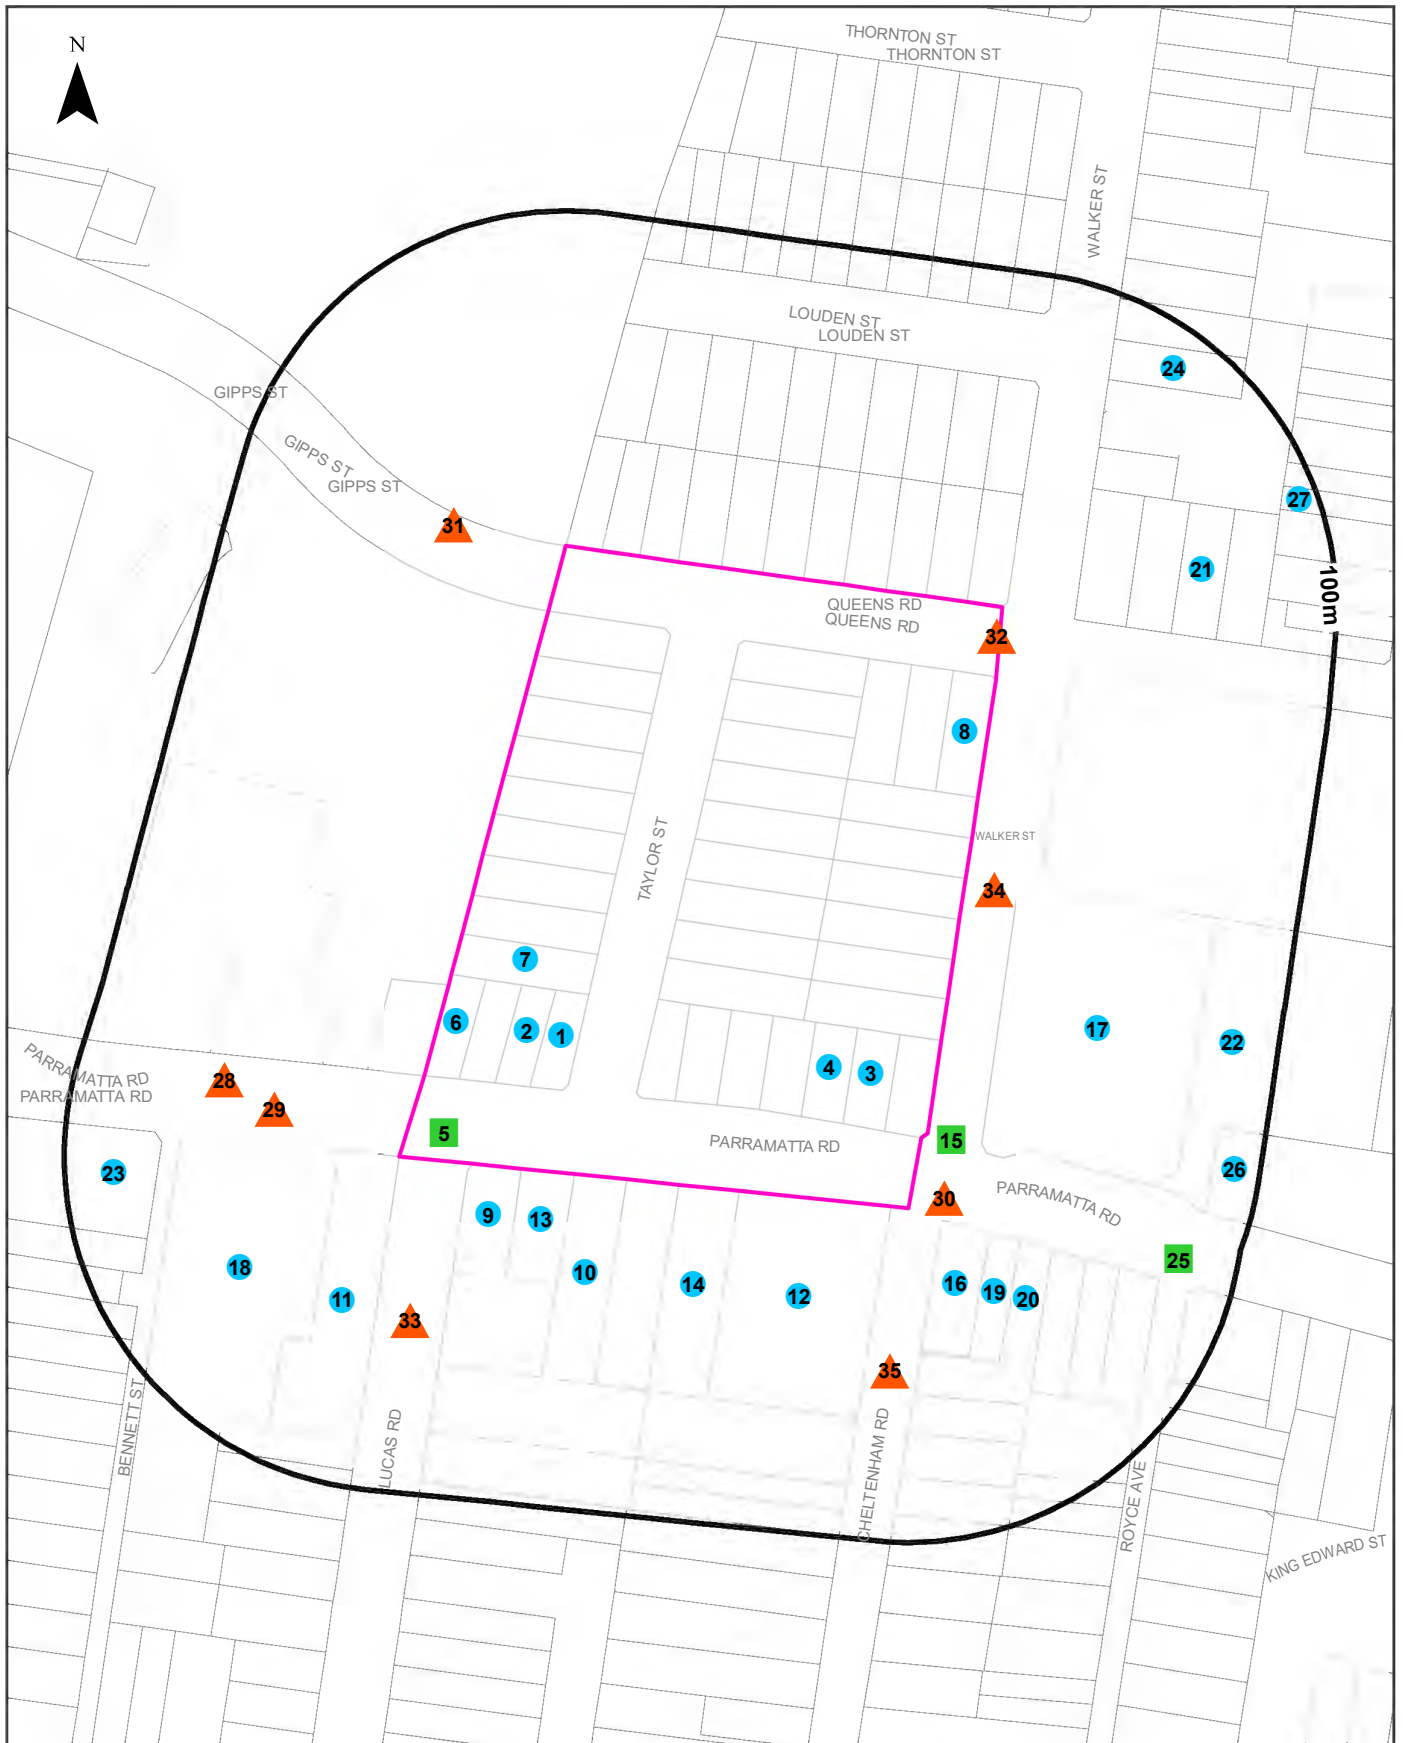 N
THORNTON ST
THORNTON ST
WALKER ST
LOUDEN ST
LOUDEN ST
24
GIPPS ST
GIPPS ST
GIPPS ST
27
31
21
100m
QUEENS RD
QUEENS RD
32
8
WALKER ST
TAYLOR ST
34
7
6
2
1
17
22
4
3
PARRAMATTA RD
PARRAMATTA RD
28
29
5
PARRAMATTA RD
15
23
26
30
PARRAMATTA RD
9
13
25
18
10
14
12
16
19
20
11
33
35
BENNETT ST
LUCAS RD
CHELTENHAM RD
ROYCE AVE
KING EDWARD ST